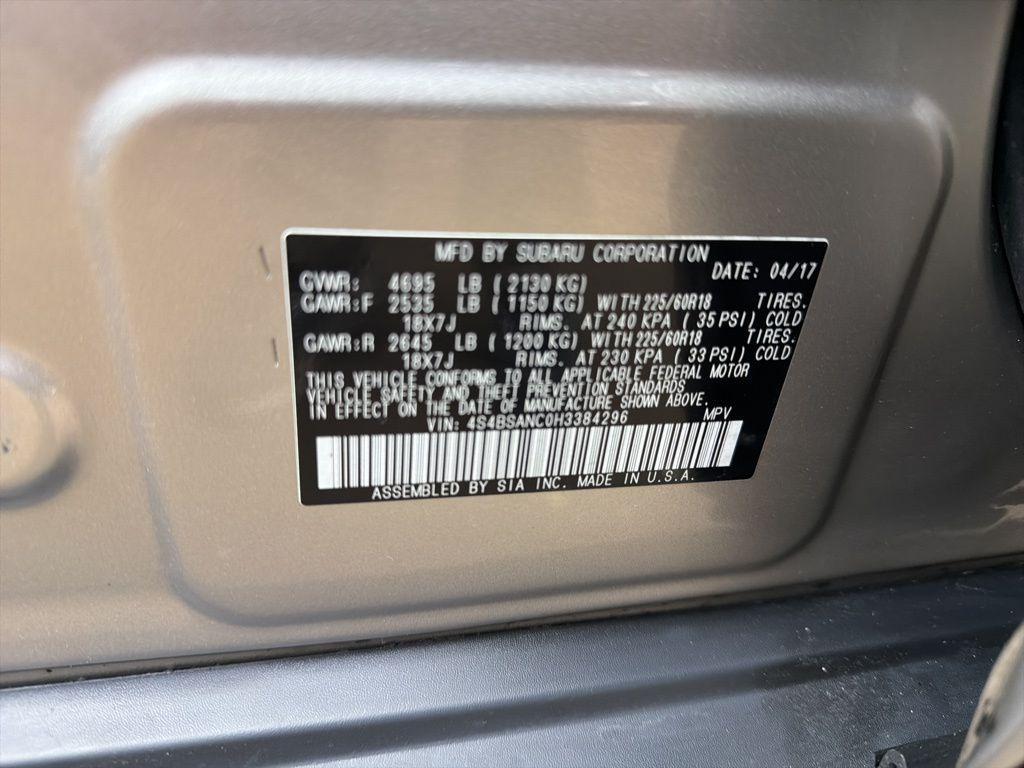 MFD BY SUBARU CORPORATION
DATE: 04/17
GVWR: 4695 LB ( 2130 KG)
GAWR:F 2535 LB ( 1150 KG) WITH 225/60R18 TIRES.
18X7J RIMS. AT 240 KPA ( 35 PSI) COLD
GAWR:R 2645 LB ( 1200 KG) WITH 225/60R18 TIRES.
18X7J RIMS. AT 230 KPA ( 33 PSI) COLD
THIS VEHICLE CONFORMS TO ALL APPLICABLE FEDERAL MOTOR
VEHICLE SAFETY AND THEFT PREVENTION STANDARDS
IN EFFECT ON THE DATE OF MANUFACTURE SHOWN ABOVE.
VIN: 4S4BSANC0H3384296 MPV
ASSEMBLED BY SIA INC. MADE IN U.S.A.